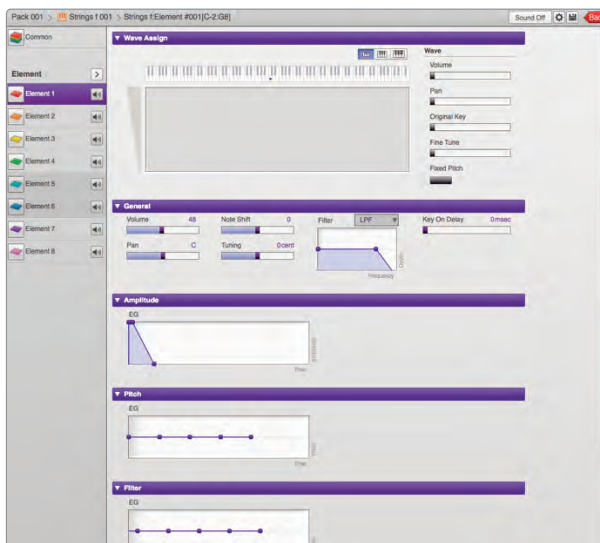 Pack 001 > Strings f 001 > Strings f:Element #001[C-2:G8] Sound Off Bac
Common
Element >
Element 1
Element 2
Element 3
Element 4
Element 5
Element 6
Element 7
Element 8
▼ Wave Assign
Wave
Volume
Pan
Original Key
Fine Tune
Fixed Pitch
▼ General
Volume 48 Note Shift 0 Filter LPF Key On Delay 0msec
Pan C Tuning 0cent
Depth
Frequency
▼ Amplitude
EG
Time
▼ Pitch
EG
Time
▼ Filter
EG